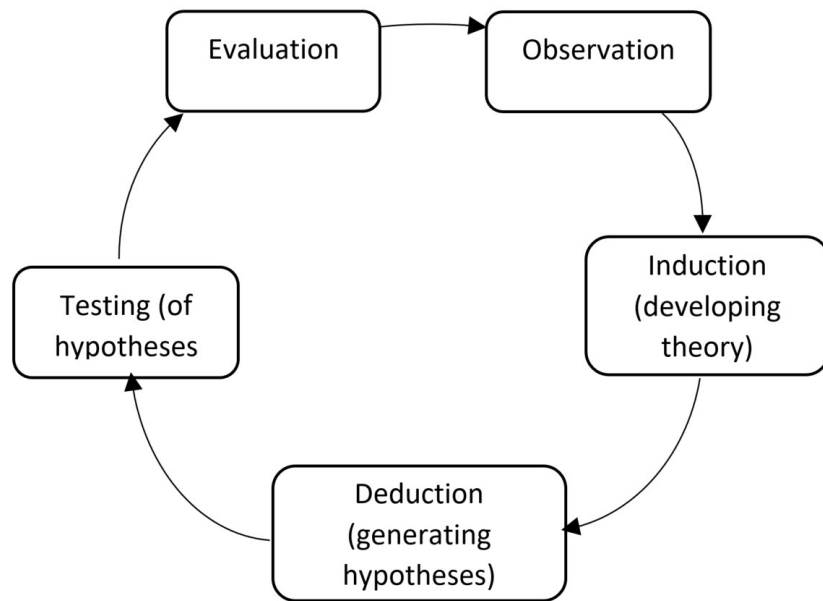 Evaluation
Observation
Induction
(developing
theory)
Testing (of
hypotheses
Deduction
(generating
hypotheses)